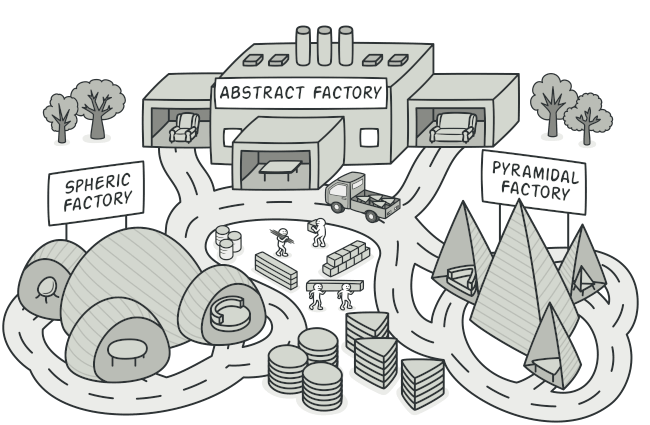 ABSTRACT FACTORY
SPHERIC
FACTORY
PYRAMIDAL
FACTORY